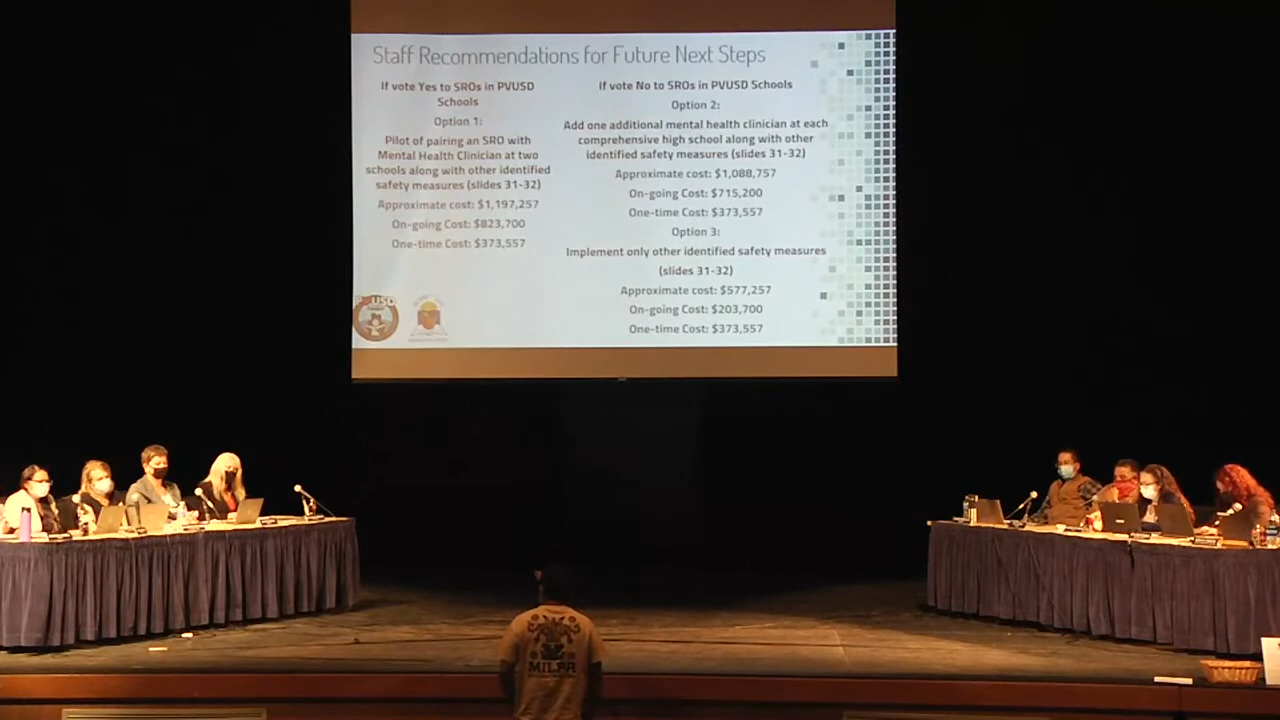 Staff Recommendations for Future Next Steps
If vote Yes to SROs in PVUSD
Schools
Option 1:
Pilot of pairing an SRO with
Mental Health Clinician at two
schools along with other identified
safety measures (slides 31-32)
Approximate cost: $1,197,257
On-going Cost: $823,700
One-time Cost: $373,557
If vote No to SROs in PVUSD Schools
Option 2:
Add one additional mental health clinician at each
comprehensive high school along with other
identified safety measures (slides 31-32)
Approximate cost: $1,088,757
On-going Cost: $715,200
One-time Cost: $373,557
Option 3:
Implement only other identified safety measures
(slides 31-32)
Approximate cost: $577,257
On-going Cost: $203,700
One-time Cost: $373,557
MILPA